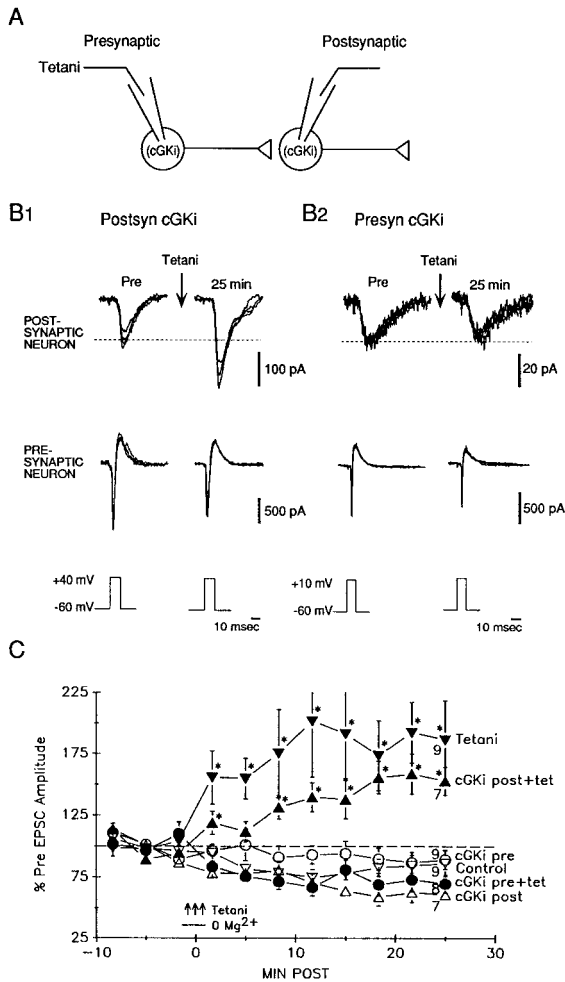 A
Presynaptic
Postsynaptic
Tetani
(cGKi)
(cGKi)
B1
Postsyn cGKi
B2
Presyn cGKi
Tetani
Pre
25 min
Tetani
Pre
25 min
POST-
SYNAPTIC
NEURON
100 pA
20 pA
PRE-
SYNAPTIC
NEURON
500 pA
500 pA
+40 mV
-60 mV
10 msec
+10 mV
-60 mV
10 msec
C
% Pre EPSC Amplitude
225
175
125
75
25
* * * * * * * *
9 Tetani
* * * * * * *
7 cGKi post+tet
9 cGKi pre
9 Control
8 cGKi pre+tet
7 cGKi post
↑↑↑ Tetani
— 0 Mg2+
-10 0 10 20 30
MIN POST